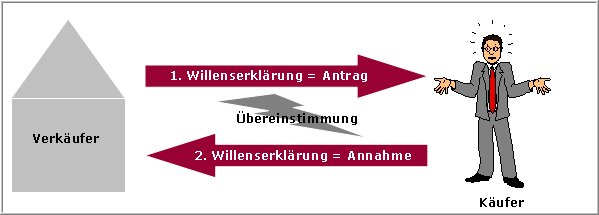 1. Willenserklärung = Antrag
Übereinstimmung
Verkäufer
2. Willenserklärung = Annahme
Käufer